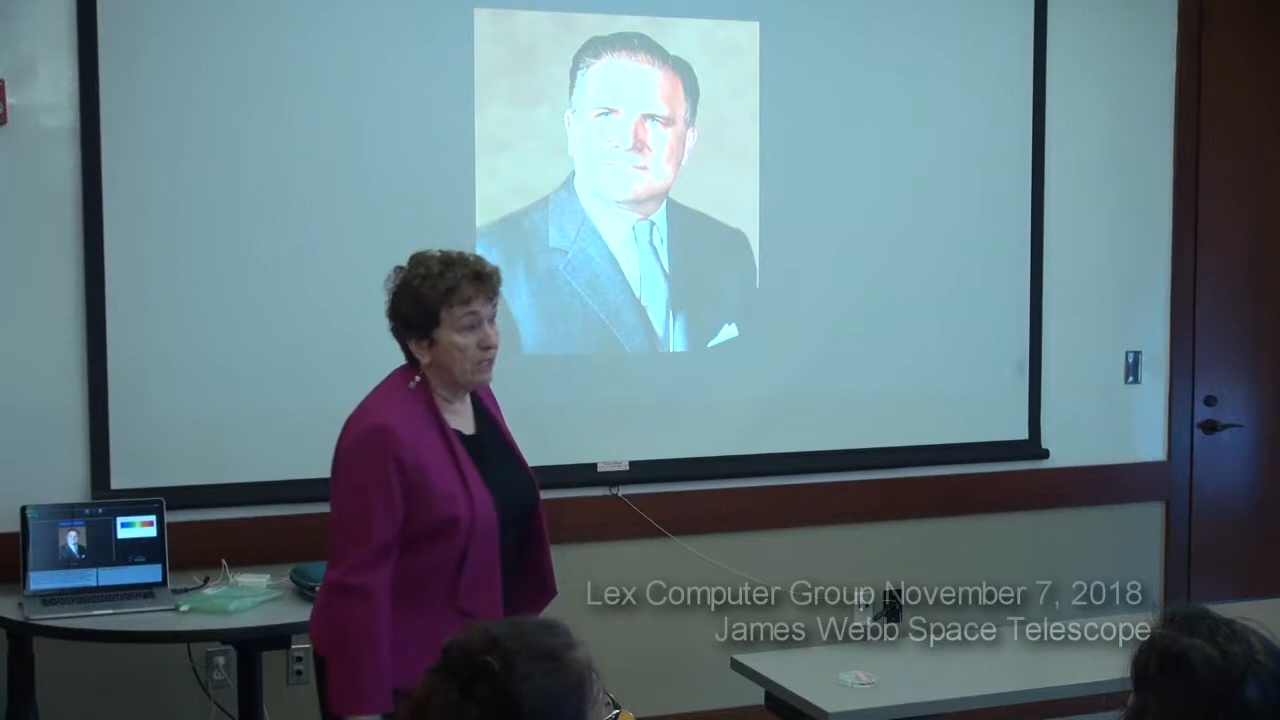 Lex Computer Group November 7, 2018
James Webb Space Telescope